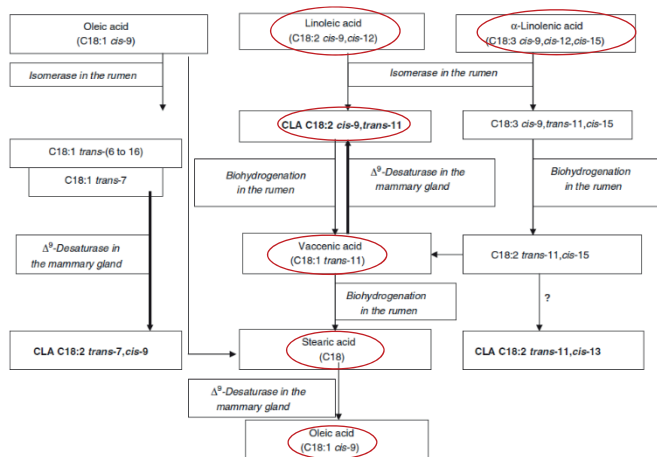 Oleic acid
(C18:1 cis-9)
Linoleic acid
(C18:2 cis-9,cis-12)
α-Linolenic acid
(C18:3 cis-9,cis-12,cis-15)
Isomerase in the rumen
Isomerase in the rumen
CLA C18:2 cis-9,trans-11
C18:3 cis-9,trans-11,cis-15
C18:1 trans-(6 to 16)
C18:1 trans-7
Biohydrogenation
in the rumen
Δ9-Desaturase in
the mammary gland
Biohydrogenation
in the rumen
Δ9-Desaturase in
the mammary gland
Vaccenic acid
(C18:1 trans-11)
C18:2 trans-11,cis-15
Biohydrogenation
in the rumen
?
CLA C18:2 trans-7,cis-9
Stearic acid
(C18)
CLA C18:2 trans-11,cis-13
Δ9-Desaturase in the
mammary gland
Oleic acid
(C18:1 cis-9)